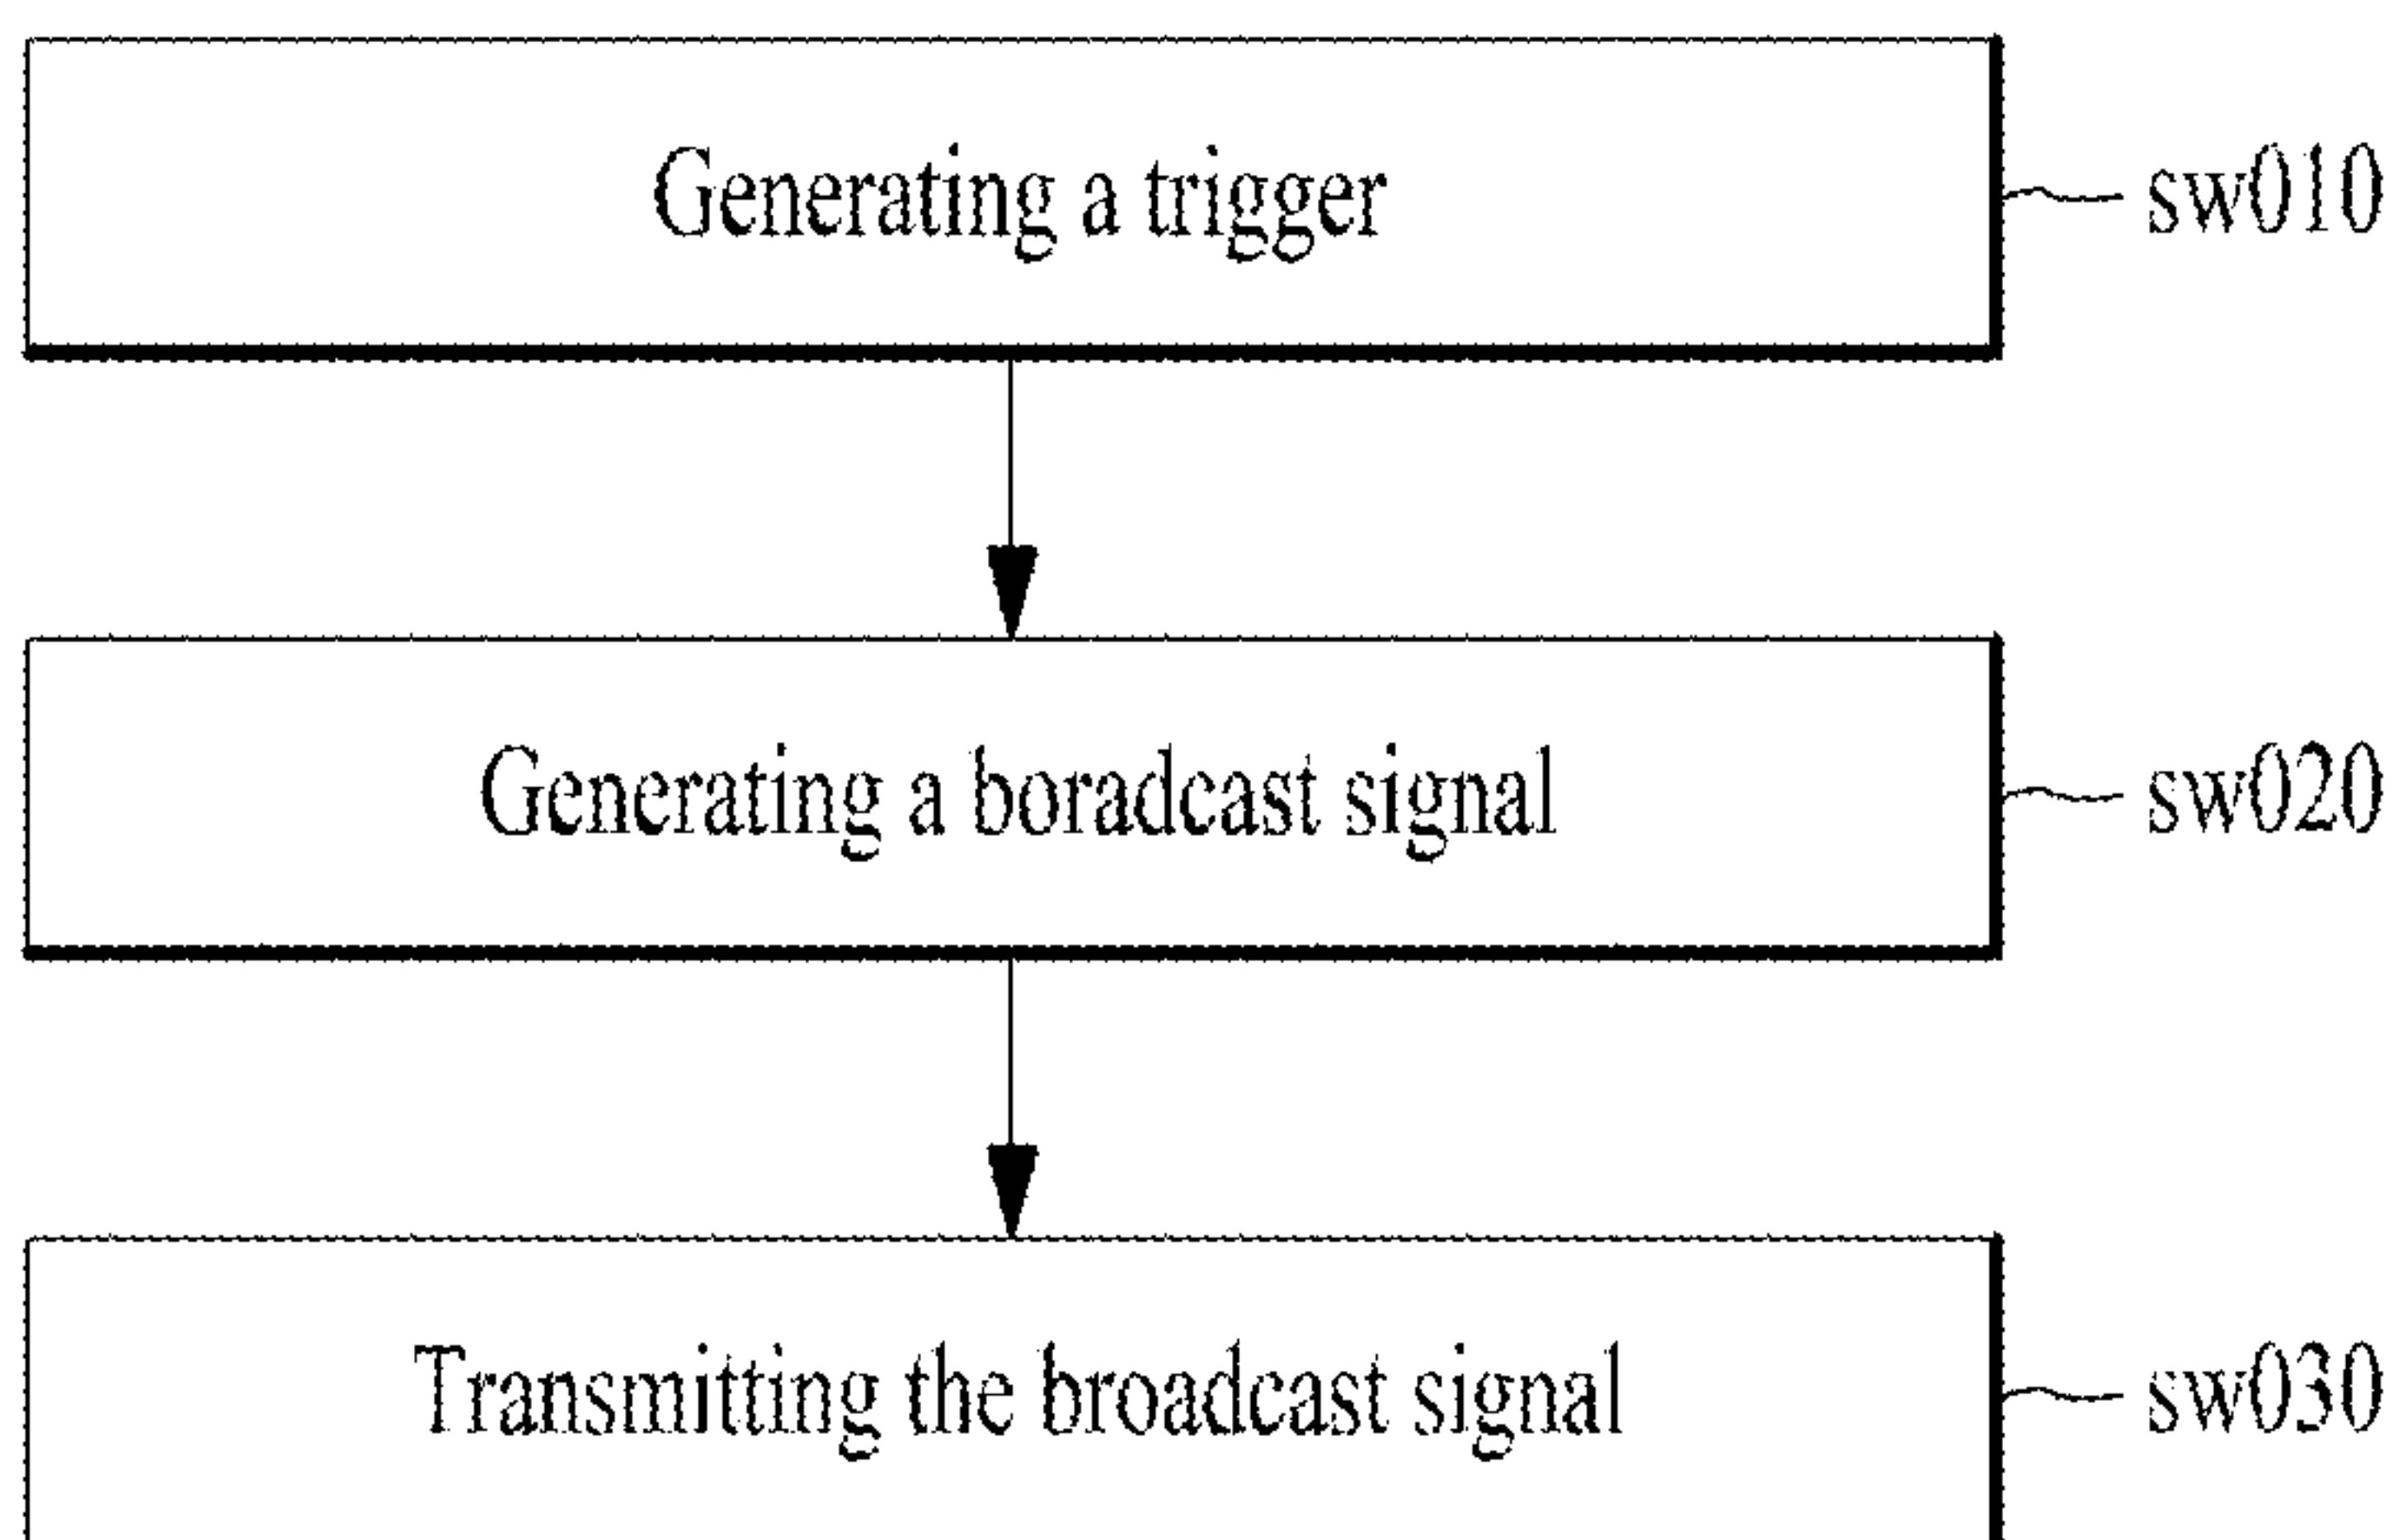 Generating a trigger sw010
Generating a boradcast signal sw020
Transmitting the broadcast signal sw030